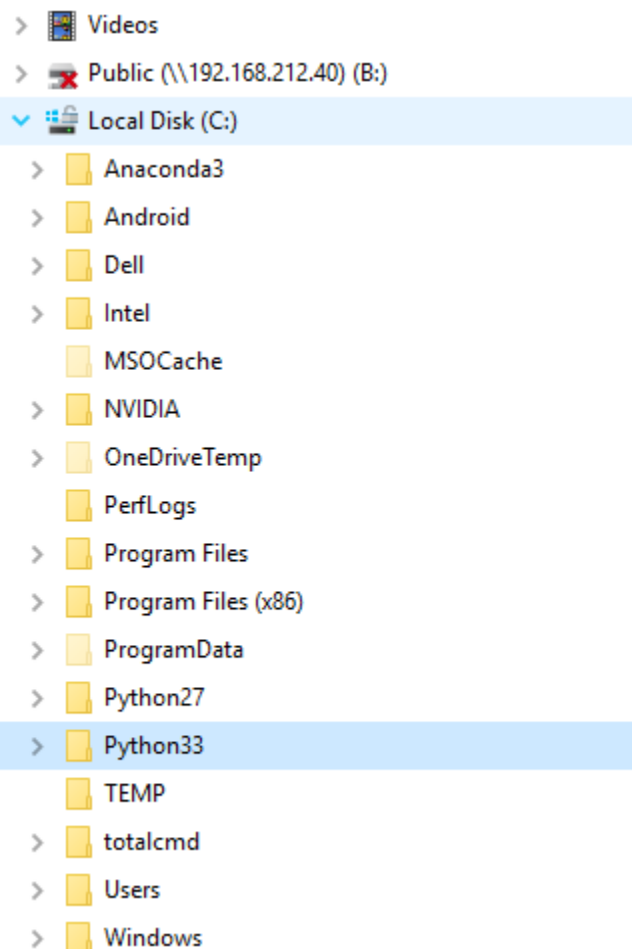 Videos
Public (\\192.168.212.40) (B:)
Local Disk (C:)
Anaconda3
Android
Dell
Intel
MSOCache
NVIDIA
OneDriveTemp
PerfLogs
Program Files
Program Files (x86)
ProgramData
Python27
Python33
TEMP
totalcmd
Users
Windows